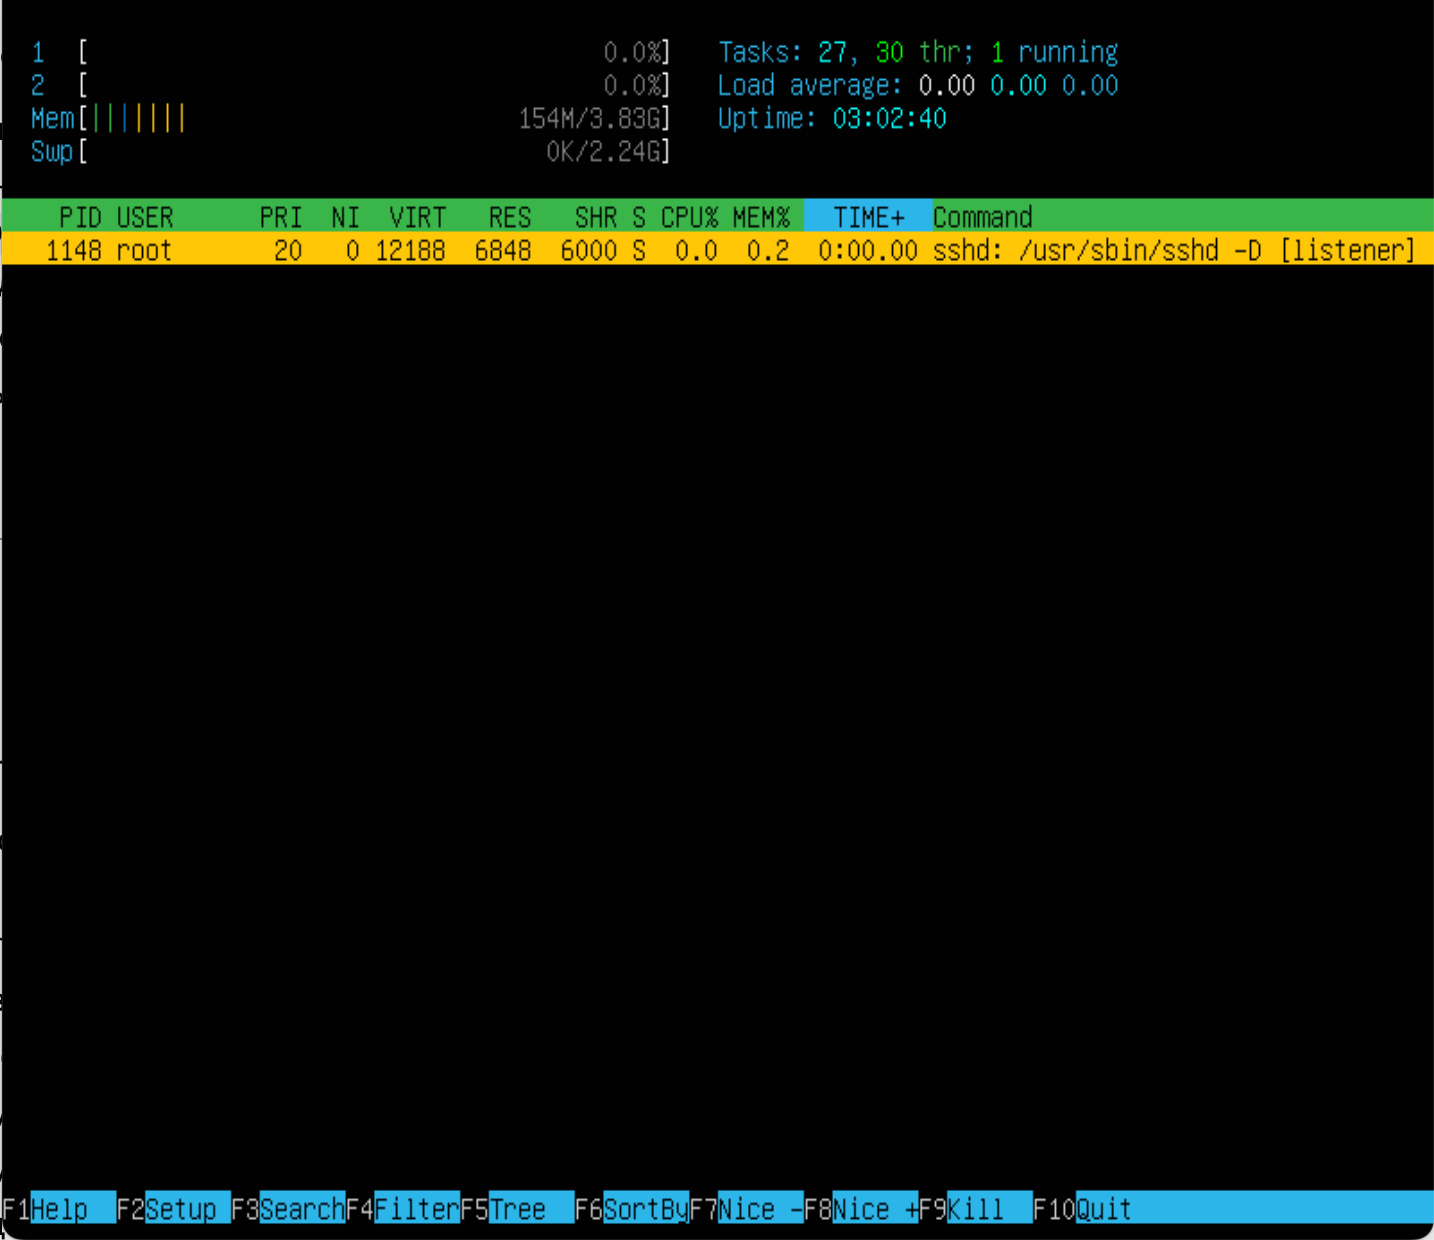 1 [ 0.0%] Tasks: 27, 30 thr; 1 running
2 [ 0.0%] Load average: 0.00 0.00 0.00
Mem[||||||| 154M/3.83G] Uptime: 03:02:40
Swp[ 0K/2.24G]
PID USER PRI NI VIRT RES SHR S CPU% MEM% TIME+ Command
1148 root 20 0 12188 6848 6000 S 0.0 0.2 0:00.00 sshd: /usr/sbin/sshd -D [listener]
F1Help F2Setup F3SearchF4FilterF5Tree F6SortByF7Nice -F8Nice +F9Kill F10Quit